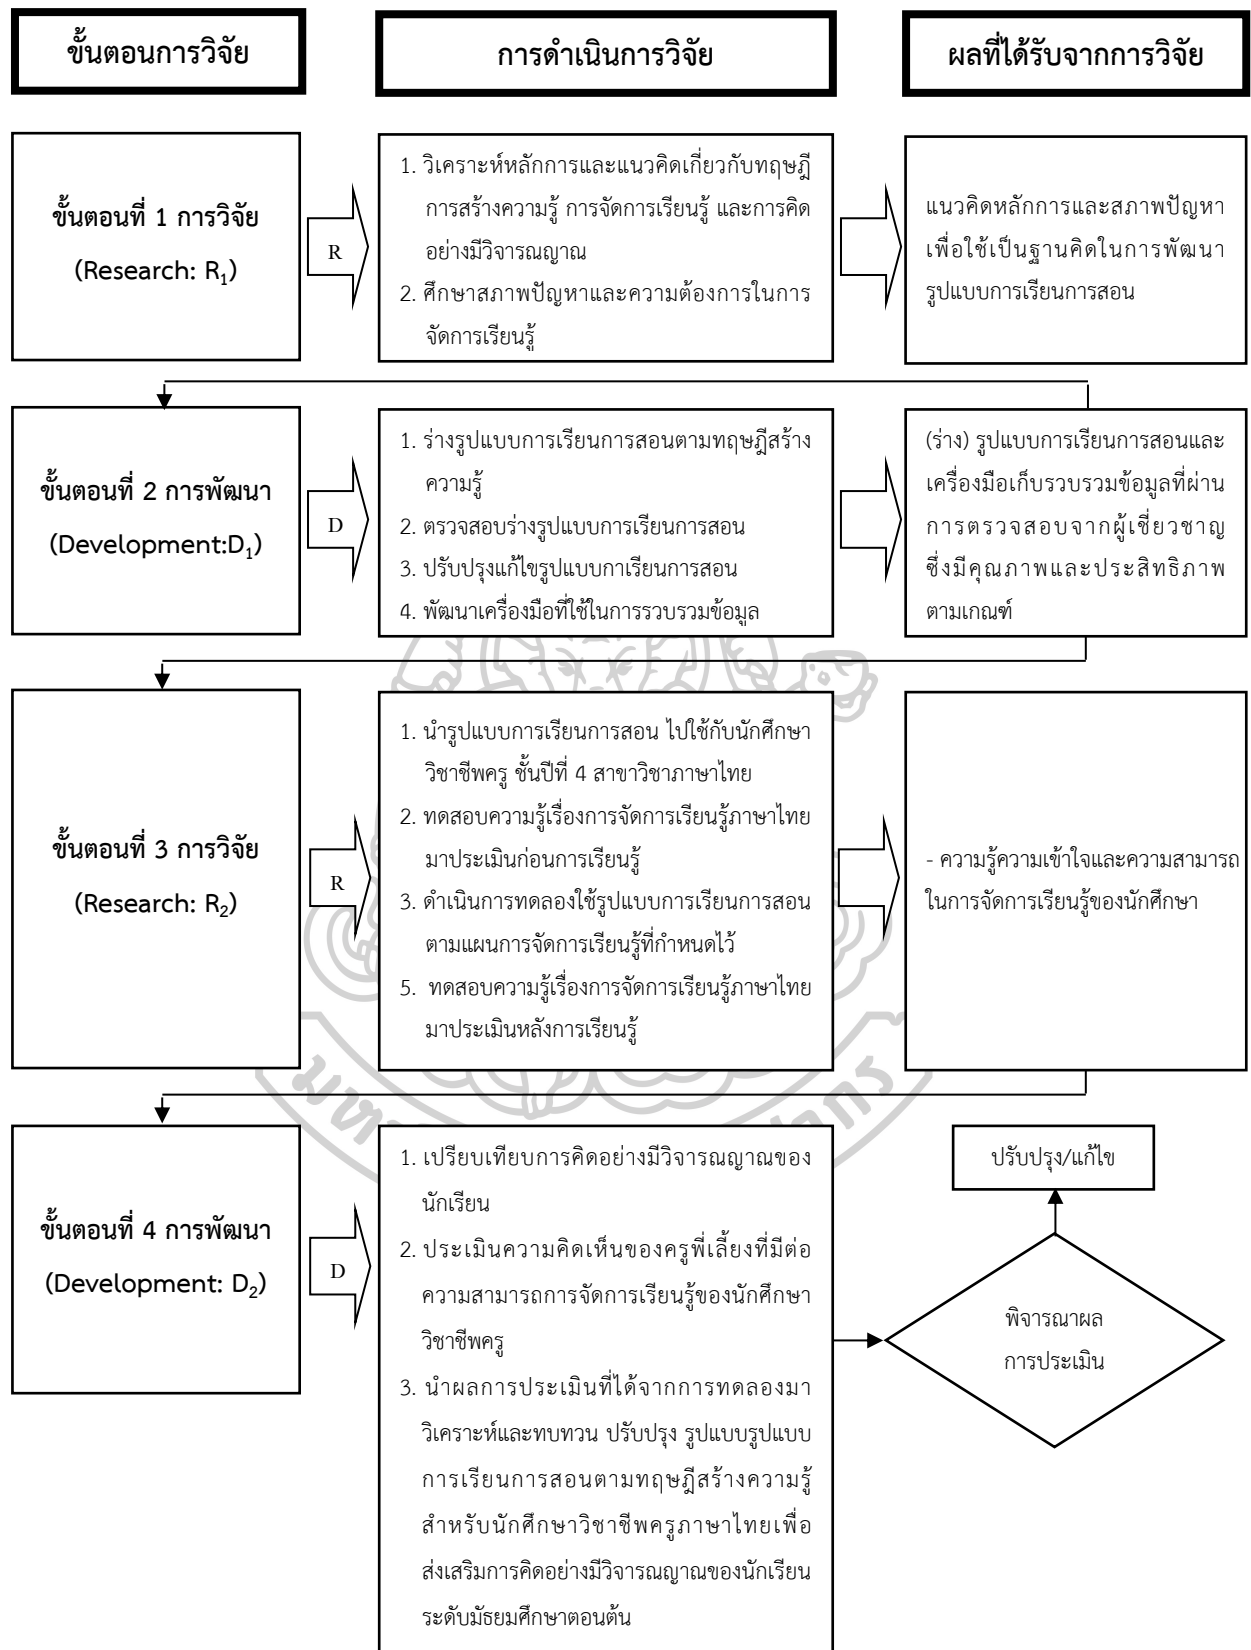 ขั้นตอนการวิจัย
การดำเนินการวิจัย
ผลที่ได้รับจากการวิจัย
ขั้นตอนที่ 1 การวิจัย
(Research: R1)
R
1. วิเคราะห์หลักการและแนวคิดเกี่ยวกับทฤษฎี
การสร้างความรู้ การจัดการเรียนรู้ และการคิด
อย่างมีวิจารณญาณ
2. ศึกษาสภาพปัญหาและความต้องการในการ
จัดการเรียนรู้
แนวคิดหลักการและสภาพปัญหา
เพื่อใช้เป็นฐานคิดในการพัฒนา
รูปแบบการเรียนการสอน
ขั้นตอนที่ 2 การพัฒนา
(Development:D1)
D
1. ร่างรูปแบบการเรียนการสอนตามทฤษฎีสร้าง
ความรู้
2. ตรวจสอบร่างรูปแบบการเรียนการสอน
3. ปรับปรุงแก้ไขรูปแบบกาเรียนการสอน
4. พัฒนาเครื่องมือที่ใช้ในการรวบรวมข้อมูล
(ร่าง) รูปแบบการเรียนการสอนและ
เครื่องมือเก็บรวบรวมข้อมูลที่ผ่าน
การตรวจสอบจากผู้เชี่ยวชาญ
ซึ่งมีคุณภาพและประสิทธิภาพ
ตามเกณฑ์
ขั้นตอนที่ 3 การวิจัย
(Research: R2)
R
1. นำรูปแบบการเรียนการสอน ไปใช้กับนักศึกษา
วิชาชีพครู ชั้นปีที่ 4 สาขาวิชาภาษาไทย
2. ทดสอบความรู้เรื่องการจัดการเรียนรู้ภาษาไทย
มาประเมินก่อนการเรียนรู้
3. ดำเนินการทดลองใช้รูปแบบการเรียนการสอน
ตามแผนการจัดการเรียนรู้ที่กำหนดไว้
5. ทดสอบความรู้เรื่องการจัดการเรียนรู้ภาษาไทย
มาประเมินหลังการเรียนรู้
- ความรู้ความเข้าใจและความสามารถ
ในการจัดการเรียนรู้ของนักศึกษา
ขั้นตอนที่ 4 การพัฒนา
(Development: D2)
D
1. เปรียบเทียบการคิดอย่างมีวิจารณญาณของ
นักเรียน
2. ประเมินความคิดเห็นของครูพี่เลี้ยงที่มีต่อ
ความสามารถการจัดการเรียนรู้ของนักศึกษา
วิชาชีพครู
3. นำผลการประเมินที่ได้จากการทดลองมา
วิเคราะห์และทบทวน ปรับปรุง รูปแบบรูปแบบ
การเรียนการสอนตามทฤษฎีสร้างความรู้
สำหรับนักศึกษาวิชาชีพครูภาษาไทยเพื่อ
ส่งเสริมการคิดอย่างมีวิจารณญาณของนักเรียน
ระดับมัธยมศึกษาตอนต้น
ปรับปรุง/แก้ไข
พิจารณาผล
การประเมิน